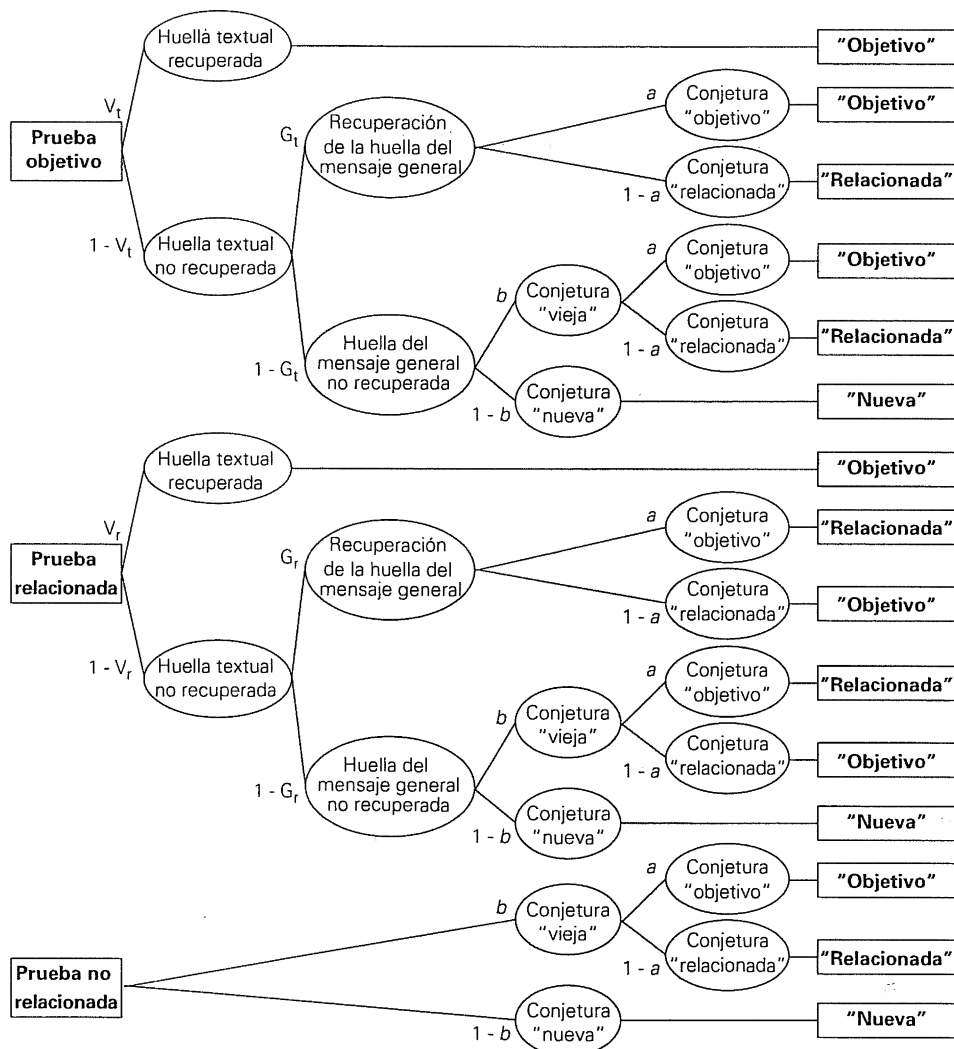 Huella textual
recuperada
"Objetivo"
V_t
Prueba
objetivo
G_t
Recuperación
de la huella del
mensaje general
a
Conjetura
"objetivo"
"Objetivo"
1 - a
Conjetura
"relacionada"
"Relacionada"
1 - V_t
Huella textual
no recuperada
a
Conjetura
"objetivo"
"Objetivo"
b
Conjetura
"vieja"
1 - a
Conjetura
"relacionada"
"Relacionada"
1 - G_t
Huella del
mensaje general
no recuperada
1 - b
Conjetura
"nueva"
"Nueva"
Huella textual
recuperada
"Objetivo"
V_r
Prueba
relacionada
G_r
Recuperación
de la huella del
mensaje general
a
Conjetura
"objetivo"
"Relacionada"
1 - a
Conjetura
"relacionada"
"Objetivo"
1 - V_r
Huella textual
no recuperada
a
Conjetura
"objetivo"
"Relacionada"
b
Conjetura
"vieja"
1 - a
Conjetura
"relacionada"
"Objetivo"
1 - G_r
Huella del
mensaje general
no recuperada
1 - b
Conjetura
"nueva"
"Nueva"
Prueba no
relacionada
b
Conjetura
"vieja"
a
Conjetura
"objetivo"
"Objetivo"
1 - a
Conjetura
"relacionada"
"Relacionada"
1 - b
Conjetura
"nueva"
"Nueva"